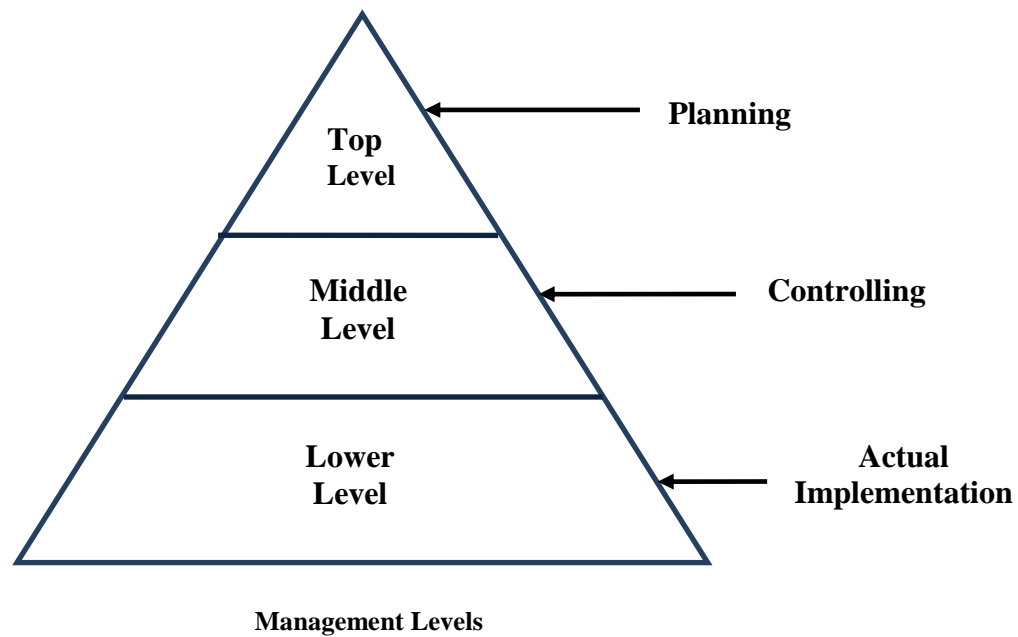 Planning
Top
Level
Controlling
Middle
Level
Lower
Level
Actual
Implementation
Management Levels